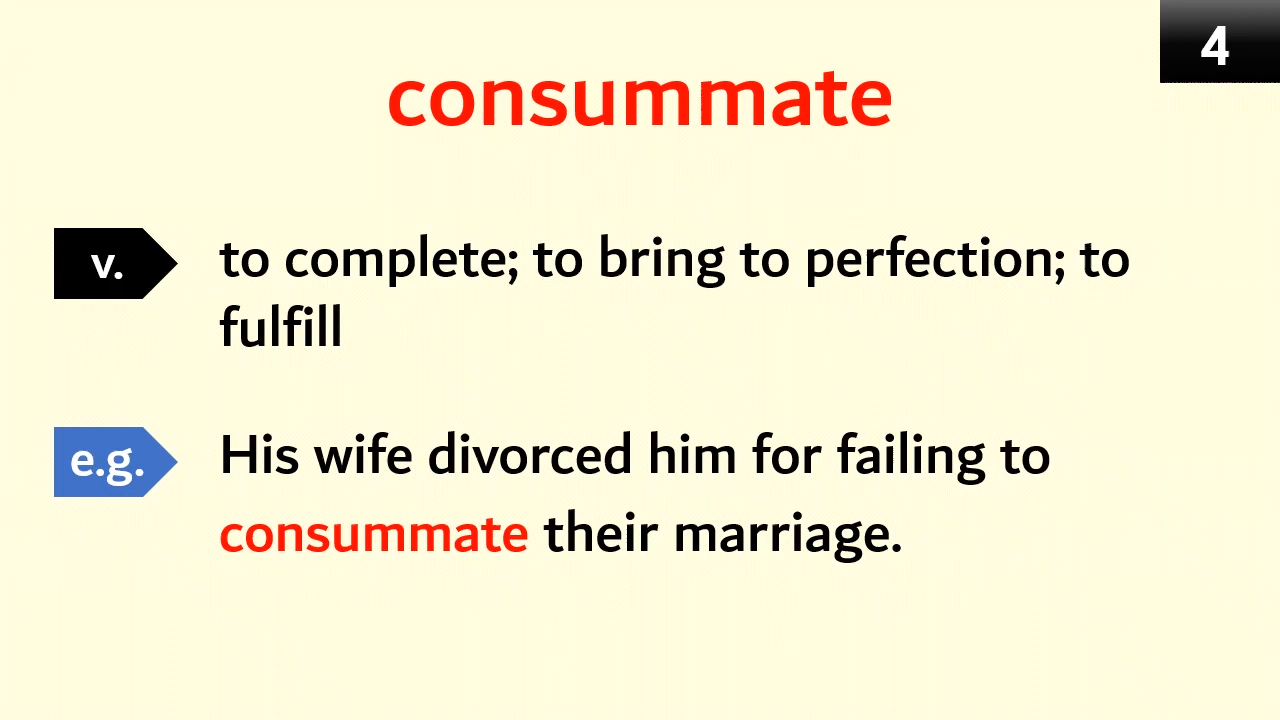 4
consummate
v.
to complete; to bring to perfection; to
fulfill
e.g.
His wife divorced him for failing to
consummate their marriage.